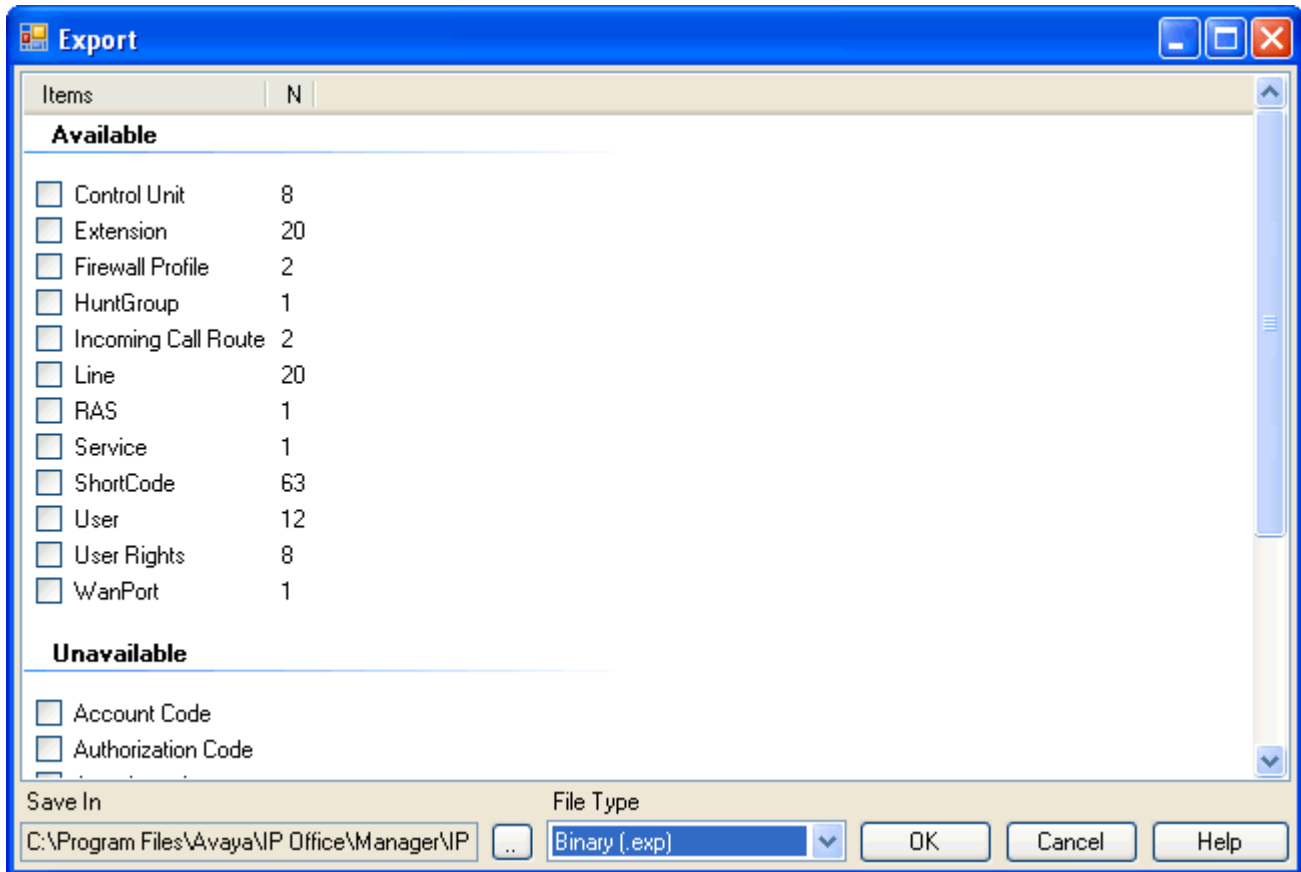 Export
Items N
Available
Control Unit 8
Extension 20
Firewall Profile 2
HuntGroup 1
Incoming Call Route 2
Line 20
RAS 1
Service 1
ShortCode 63
User 12
User Rights 8
WanPort 1
Unavailable
Account Code
Authorization Code
Save In File Type
C:\Program Files\Avaya\IP Office\Manager\IP .. Binary (.exp) OK Cancel Help